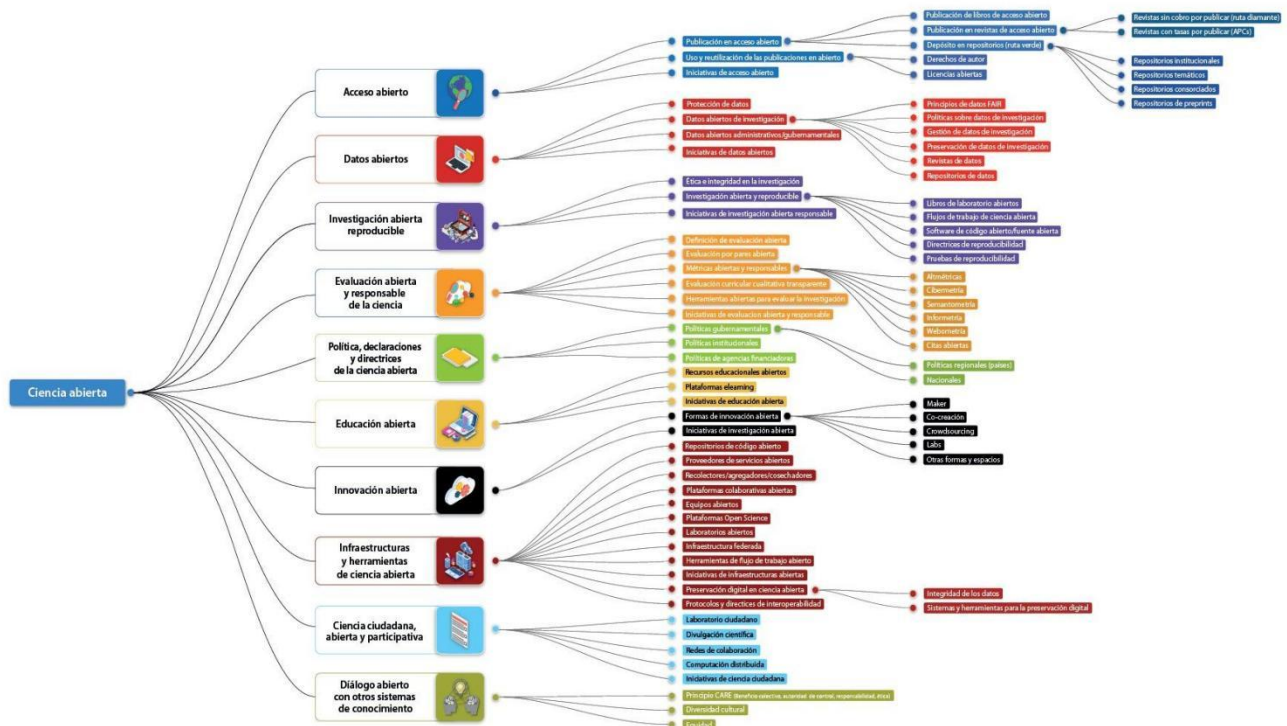 Ciencia abierta
Acceso abierto
Publicación en acceso abierto
Publicación de libros de acceso abierto
Publicación en revistas de acceso abierto
Revistas sin cobro por publicar (ruta diamante)
Revistas con tasas por publicar (APCs)
Depósito en repositorios (ruta verde)
Repositorios institucionales
Repositorios temáticos
Repositorios consorciados
Repositorios de preprints
Uso y reutilización de las publicaciones en abierto
Derechos de autor
Licencias abiertas
Iniciativas de acceso abierto
Datos abiertos
Protección de datos
Datos abiertos de investigación
Principios de datos FAIR
Políticas sobre datos de investigación
Gestión de datos de investigación
Preservación de datos de investigación
Revistas de datos
Repositorios de datos
Datos abiertos administrativos/gubernamentales
Iniciativas de datos abiertos
Investigación abierta
reproducible
Ética e integridad en la investigación
Investigación abierta y reproducible
Libros de laboratorio abiertos
Flujos de trabajo de ciencia abierta
Software de código abierto/fuente abierta
Directrices de reproducibilidad
Pruebas de reproducibilidad
Iniciativas de investigación abierta responsable
Evaluación abierta
y responsable
de la ciencia
Definición de evaluación abierta
Evaluación por pares abierta
Métricas abiertas y responsables
Altmétricas
Cibermetría
Semantometría
Informetría
Webometría
Citas abiertas
Evaluación curricular cualitativa transparente
Herramientas abiertas para evaluar la investigación
Iniciativas de evaluacion abierta y responsable
Política, declaraciones
y directrices
de la ciencia abierta
Políticas gubernamentales
Políticas regionales (países)
Nacionales
Políticas institucionales
Políticas de agencias financiadoras
Educación abierta
Recursos educacionales abiertos
Plataformas elearning
Iniciativas de educación abierta
Innovación abierta
Formas de innovación abierta
Maker
Co-creación
Crowdsourcing
Labs
Otras formas y espacios
Iniciativas de investigación abierta
Infraestructuras
y herramientas
de ciencia abierta
Repositorios de código abierto
Proveedores de servicios abiertos
Recolectores/agregadores/cosechadores
Plataformas colaborativas abiertas
Equipos abiertos
Plataformas Open Science
Laboratorios abiertos
Infraestructura federada
Herramientas de flujo de trabajo abierto
Iniciativas de infraestructuras abiertas
Preservación digital en ciencia abierta
Integridad de los datos
Sistemas y herramientas para la preservación digital
Protocolos y directices de interoperabilidad
Ciencia ciudadana,
abierta y participativa
Laboratorio ciudadano
Divulgación científica
Redes de colaboración
Computación distribuida
Iniciativas de ciencia ciudadana
Diálogo abierto
con otros sistemas
de conocimiento
Principio CARE (Beneficio colectivo, autoridad de control, responsabilidad, ética)
Diversidad cultural
Equidad